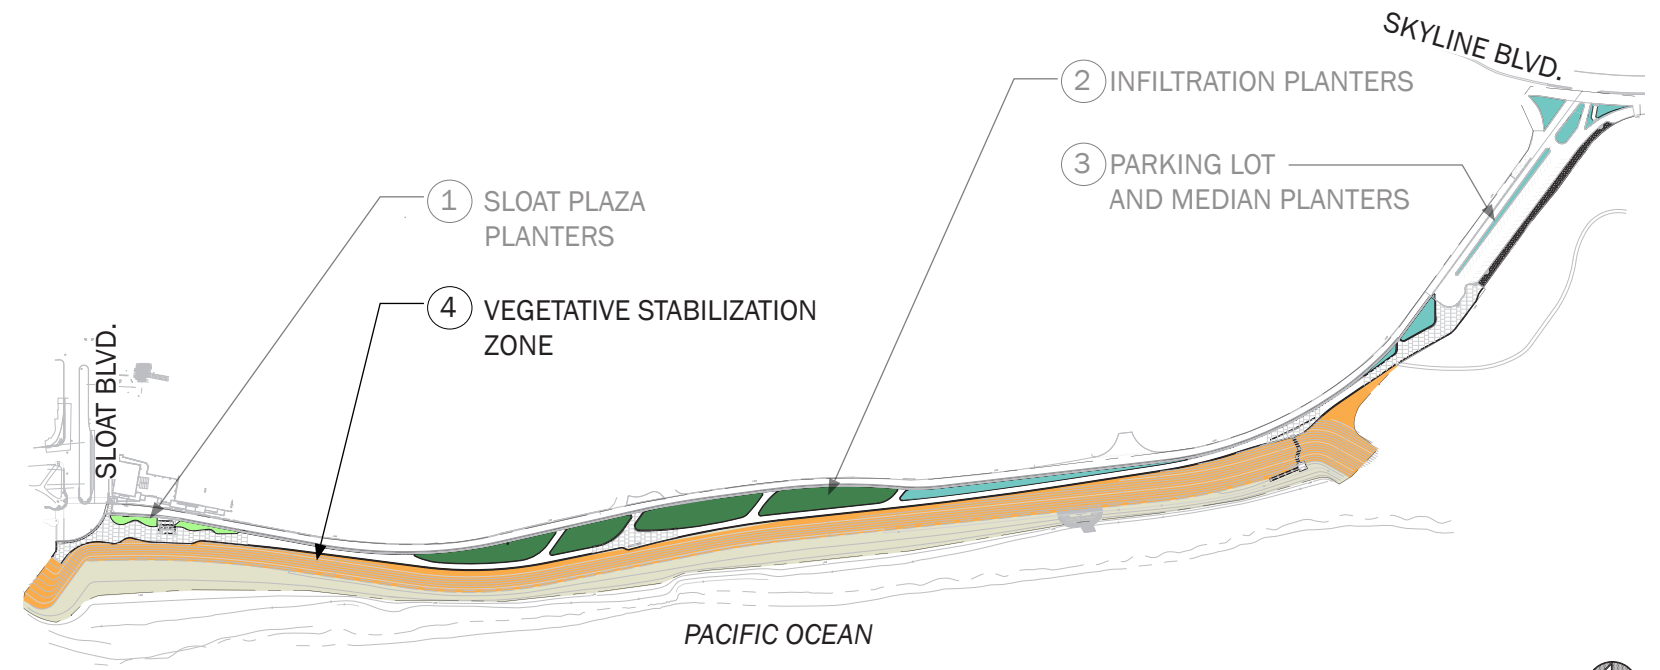 SKYLINE BLVD.
2 INFILTRATION PLANTERS
3 PARKING LOT
AND MEDIAN PLANTERS
1 SLOAT PLAZA
PLANTERS
4 VEGETATIVE STABILIZATION
ZONE
SLOAT BLVD.
PACIFIC OCEAN